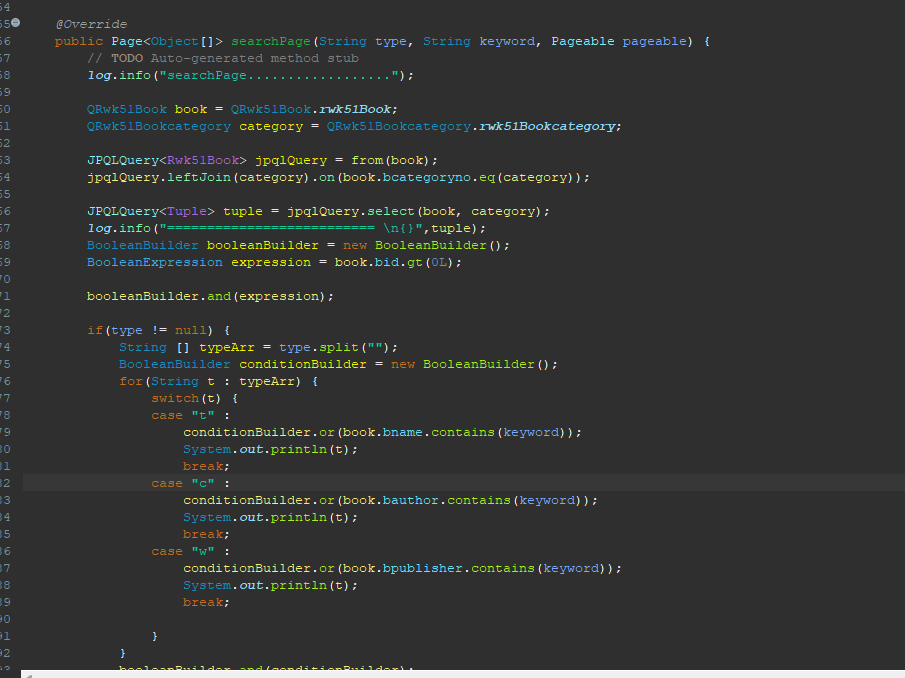 54
55 @Override
56 public Page<Object[]> searchPage(String type, String keyword, Pageable pageable) {
57 // TODO Auto-generated method stub
58 log.info("searchPage..................");
59
60 QRwk51Book book = QRwk51Book.rwk51Book;
61 QRwk51Bookcategory category = QRwk51Bookcategory.rwk51Bookcategory;
62
63 JPQLQuery<Rwk51Book> jpqlQuery = from(book);
64 jpqlQuery.leftJoin(category).on(book.bcategoryno.eq(category));
65
66 JPQLQuery<Tuple> tuple = jpqlQuery.select(book, category);
67 log.info("========================== \n{}",tuple);
68 BooleanBuilder booleanBuilder = new BooleanBuilder();
69 BooleanExpression expression = book.bid.gt(0L);
70
71 booleanBuilder.and(expression);
72
73 if(type != null) {
74 String [] typeArr = type.split("");
75 BooleanBuilder conditionBuilder = new BooleanBuilder();
76 for(String t : typeArr) {
77 switch(t) {
78 case "t" :
79 conditionBuilder.or(book.bname.contains(keyword));
80 System.out.println(t);
81 break;
82 case "c" :
83 conditionBuilder.or(book.bauthor.contains(keyword));
84 System.out.println(t);
85 break;
86 case "w" :
87 conditionBuilder.or(book.bpublisher.contains(keyword));
88 System.out.println(t);
89 break;
90
91 }
92 }
93 booleanBuilder.and(conditionBuilder);